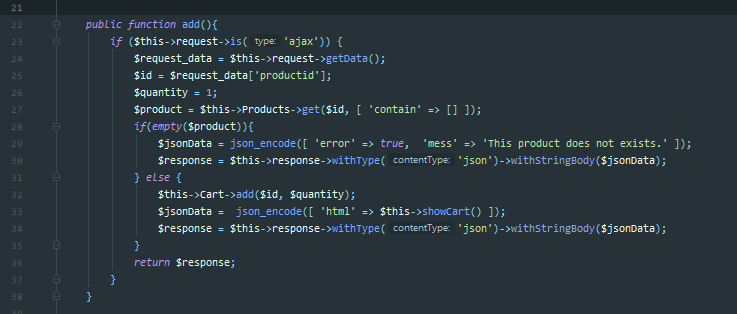 21
22 public function add(){
23 if ($this->request->is( type: 'ajax')) {
24 $request_data = $this->request->getData();
25 $id = $request_data['productid'];
26 $quantity = 1;
27 $product = $this->Products->get($id, [ 'contain' => [] ]);
28 if(empty($product)){
29 $jsonData = json_encode([ 'error' => true, 'mess' => 'This product does not exists.' ]);
30 $response = $this->response->withType( contentType: 'json')->withStringBody($jsonData);
31 } else {
32 $this->Cart->add($id, $quantity);
33 $jsonData = json_encode([ 'html' => $this->showCart() ]);
34 $response = $this->response->withType( contentType: 'json')->withStringBody($jsonData);
35 }
36 return $response;
37 }
38 }
39